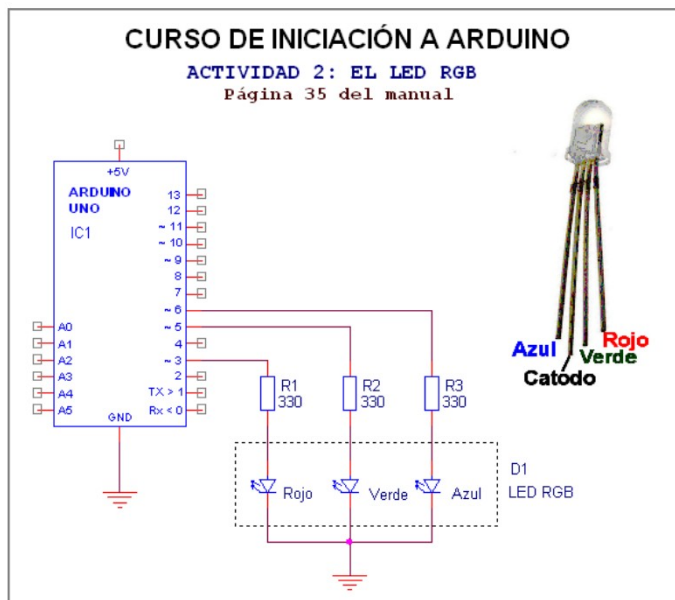 CURSO DE INICIACIÓN A ARDUINO
ACTIVIDAD 2: EL LED RGB
Página 35 del manual
+5V
ARDUINO
UNO
IC1
13
12
~ 11
~ 10
~ 9
8
7
~ 6
~ 5
4
~ 3
2
TX > 1
Rx < 0
A0
A1
A2
A3
A4
A5
GND
R1
330
R2
330
R3
330
Rojo
Verde
Azul
D1
LED RGB
Azul
Catodo
Verde
Rojo